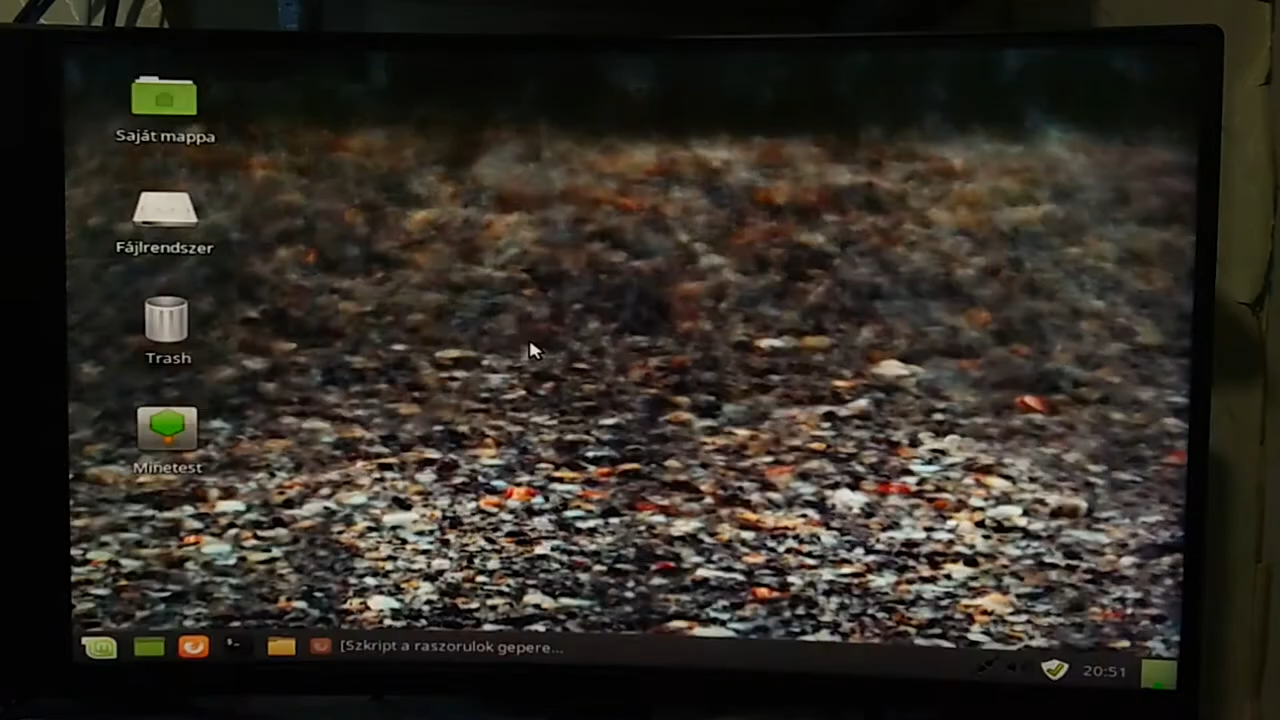 Saját mappa
Fájlrendszer
Trash
Minetest
[Szkript a raszorulok gepere...
20:51